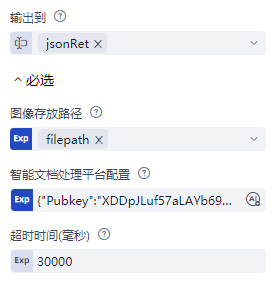 输出到
jsonRet ×
必选
图像存放路径
Exp filepath ×
智能文档处理平台配置
Exp {"Pubkey":"XDDpJLuf57aLAYb69...
超时时间(毫秒)
Exp 30000